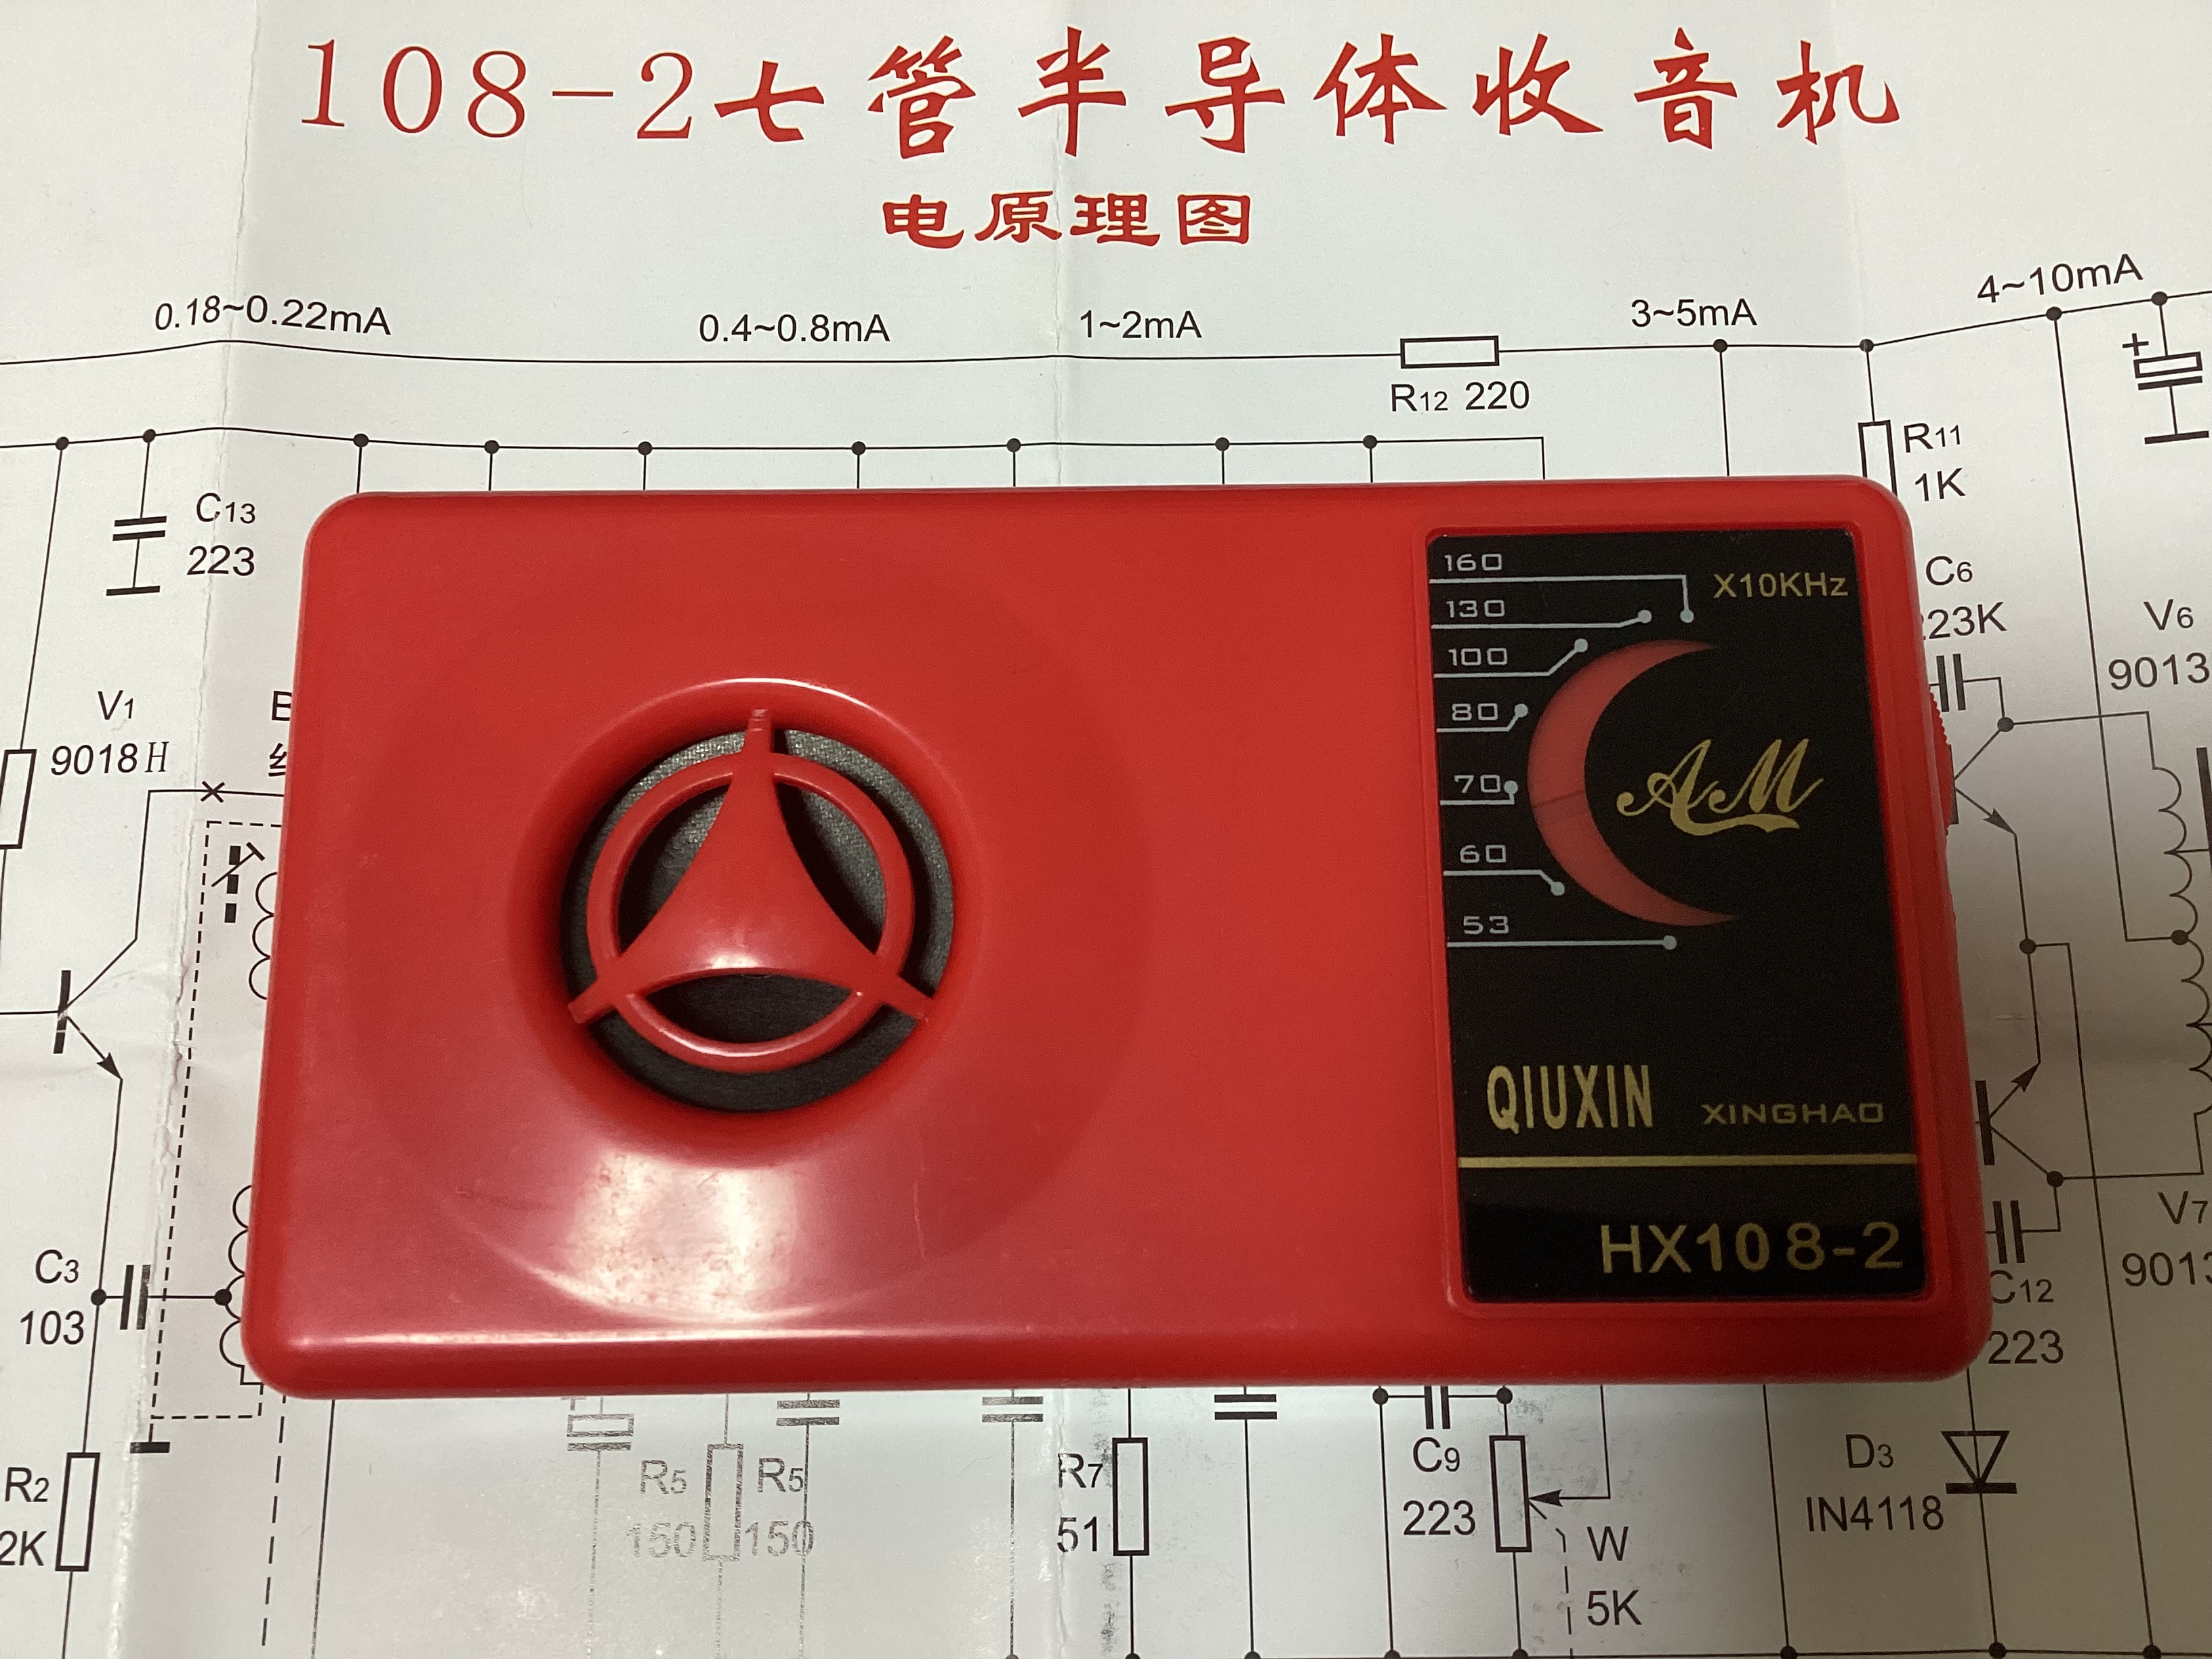 108-2七管半导体收音机
电原理图
0.18~0.22mA
0.4~0.8mA
1~2mA
3~5mA
4~10mA
R12 220
R11
1K
C13
223
C6
223K
V6
9013
V1
9018H
160
X10KHz
130
100
80
70
60
53
AM
QIUXIN XINGHAO
HX108-2
V7
9013
C12
223
C3
103
R2
2K
R5
150
R5
150
R7
51
C9
223
W
5K
D3
IN4118